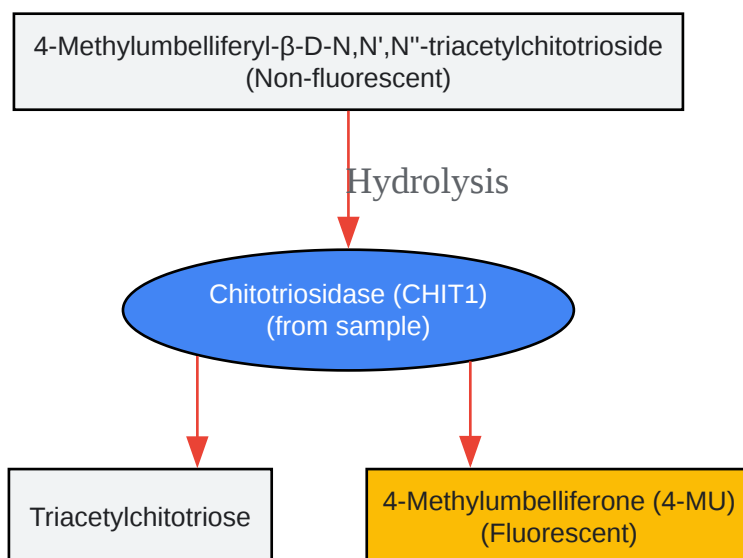 4-Methylumbelliferyl-β-D-N,N',N''-triacetylchitotrioside
(Non-fluorescent)
Hydrolysis
Chitotriosidase (CHIT1)
(from sample)
Triacetylchitotriose
4-Methylumbelliferone (4-MU)
(Fluorescent)